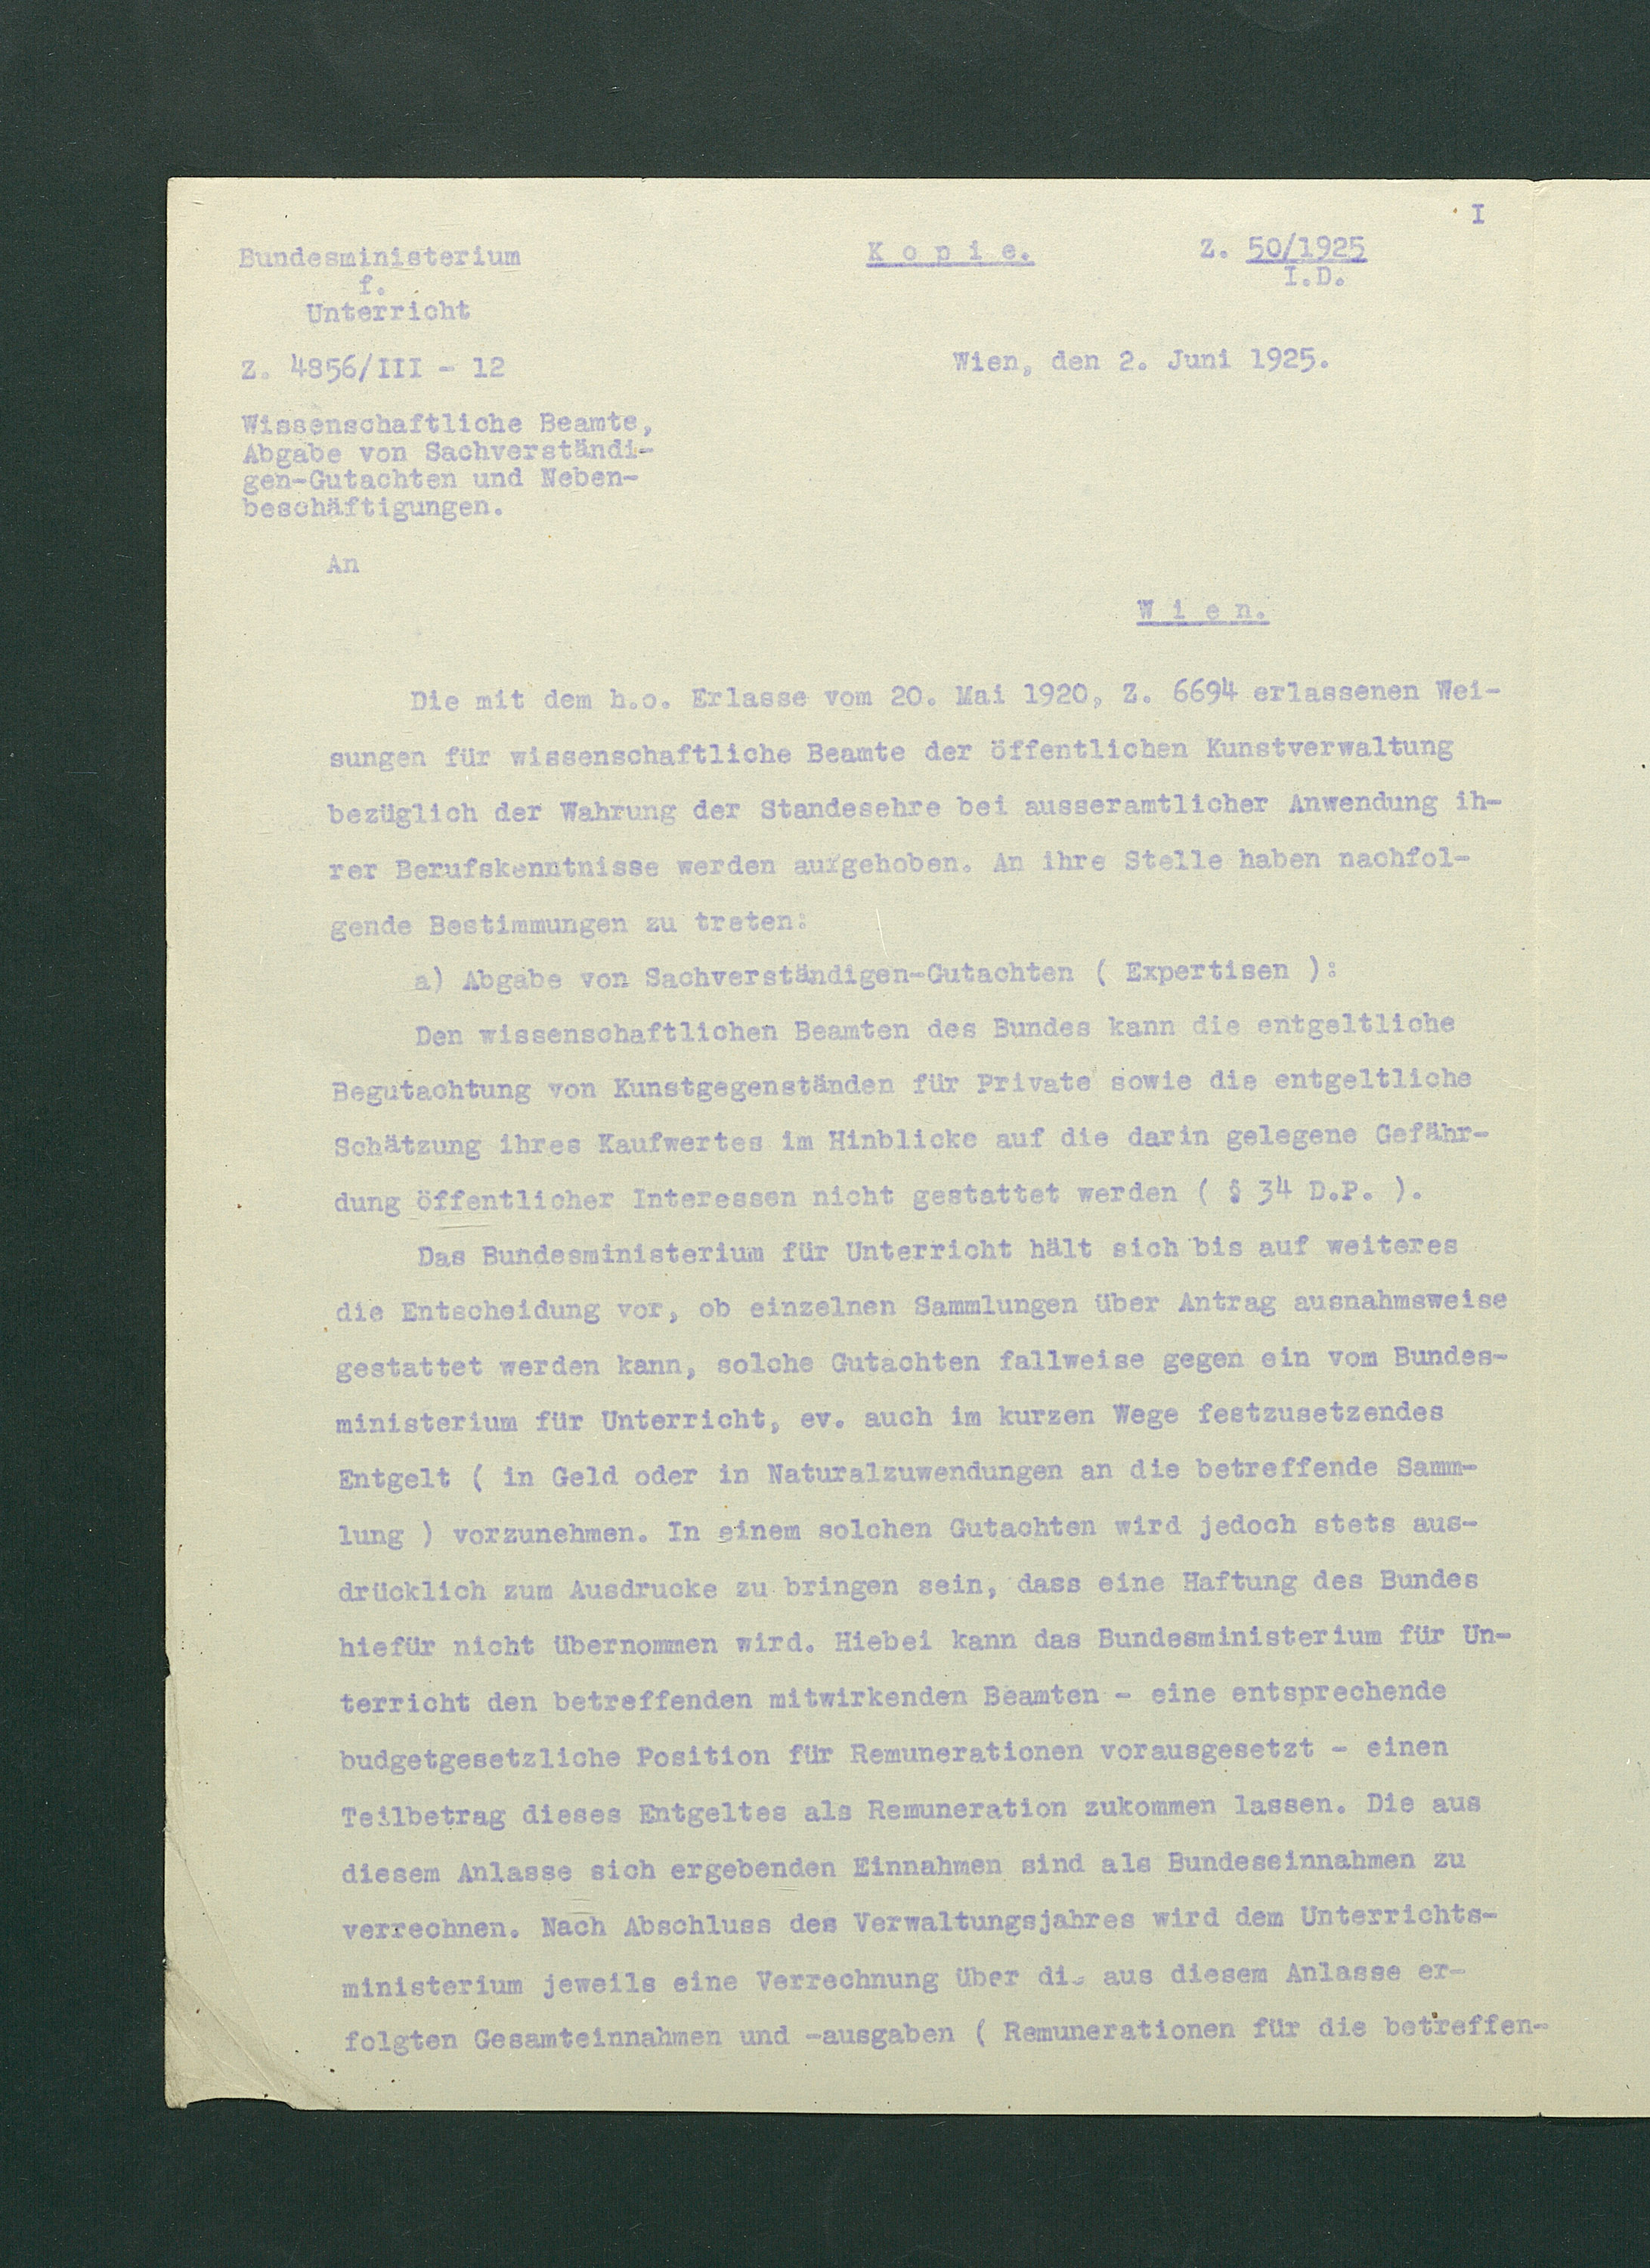 I
Bundesministerium
f.
Unterricht
K o p i e.
Z. 50/1925
I.D.
Z. 4856/III - 12
Wien, den 2. Juni 1925.
Wissenschaftliche Beamte,
Abgabe von Sachverständi-
gen-Gutachten und Neben-
beschäftigungen.
An
W i e n.
Die mit dem h.o. Erlasse vom 20. Mai 1920, Z. 6694 erlassenen Wei-
sungen für wissenschaftliche Beamte der öffentlichen Kunstverwaltung
bezüglich der Wahrung der Standesehre bei ausseramtlicher Anwendung ih-
rer Berufskenntnisse werden aufgehoben. An ihre Stelle haben nachfol-
gende Bestimmungen zu treten:
a) Abgabe von Sachverständigen-Gutachten ( Expertisen ):
Den wissenschaftlichen Beamten des Bundes kann die entgeltliche
Begutachtung von Kunstgegenständen für Private sowie die entgeltliche
Schätzung ihres Kaufwertes im Hinblicke auf die darin gelegene Gefähr-
dung öffentlicher Interessen nicht gestattet werden ( § 34 D.P. ).
Das Bundesministerium für Unterricht hält sich bis auf weiteres
die Entscheidung vor, ob einzelnen Sammlungen über Antrag ausnahmsweise
gestattet werden kann, solche Gutachten fallweise gegen ein vom Bundes-
ministerium für Unterricht, ev. auch im kurzen Wege festzusetzendes
Entgelt ( in Geld oder in Naturalzuwendungen an die betreffende Samm-
lung ) vorzunehmen. In einem solchen Gutachten wird jedoch stets aus-
drücklich zum Ausdrucke zu bringen sein, dass eine Haftung des Bundes
hiefür nicht übernommen wird. Hiebei kann das Bundesministerium für Un-
terricht den betreffenden mitwirkenden Beamten - eine entsprechende
budgetgesetzliche Position für Remunerationen vorausgesetzt - einen
Teilbetrag dieses Entgeltes als Remuneration zukommen lassen. Die aus
diesem Anlasse sich ergebenden Einnahmen sind als Bundeseinnahmen zu
verrechnen. Nach Abschluss des Verwaltungsjahres wird dem Unterrichts-
ministerium jeweils eine Verrechnung über die aus diesem Anlasse er-
folgten Gesamteinnahmen und -ausgaben ( Remunerationen für die betreffen-